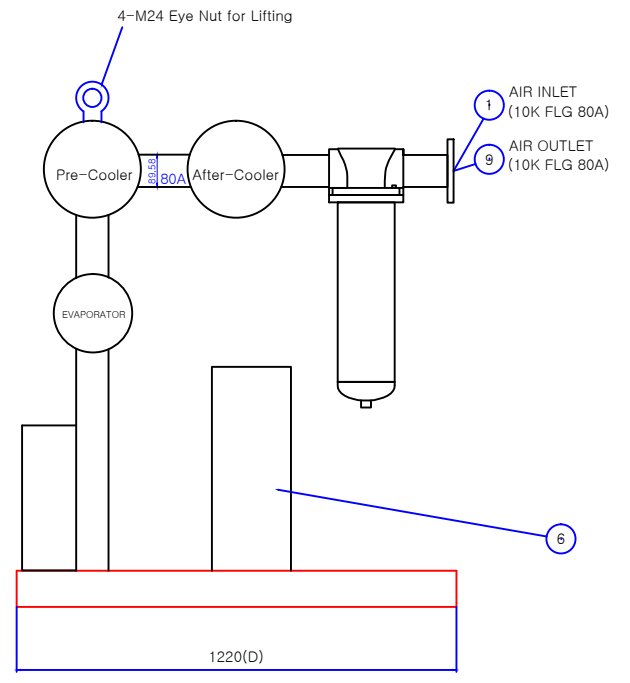 4-M24 Eye Nut for Lifting
1
AIR INLET
(10K FLG 80A)
9
AIR OUTLET
(10K FLG 80A)
Pre-Cooler
89,58
80A
After-Cooler
EVAPORATOR
6
1220(D)